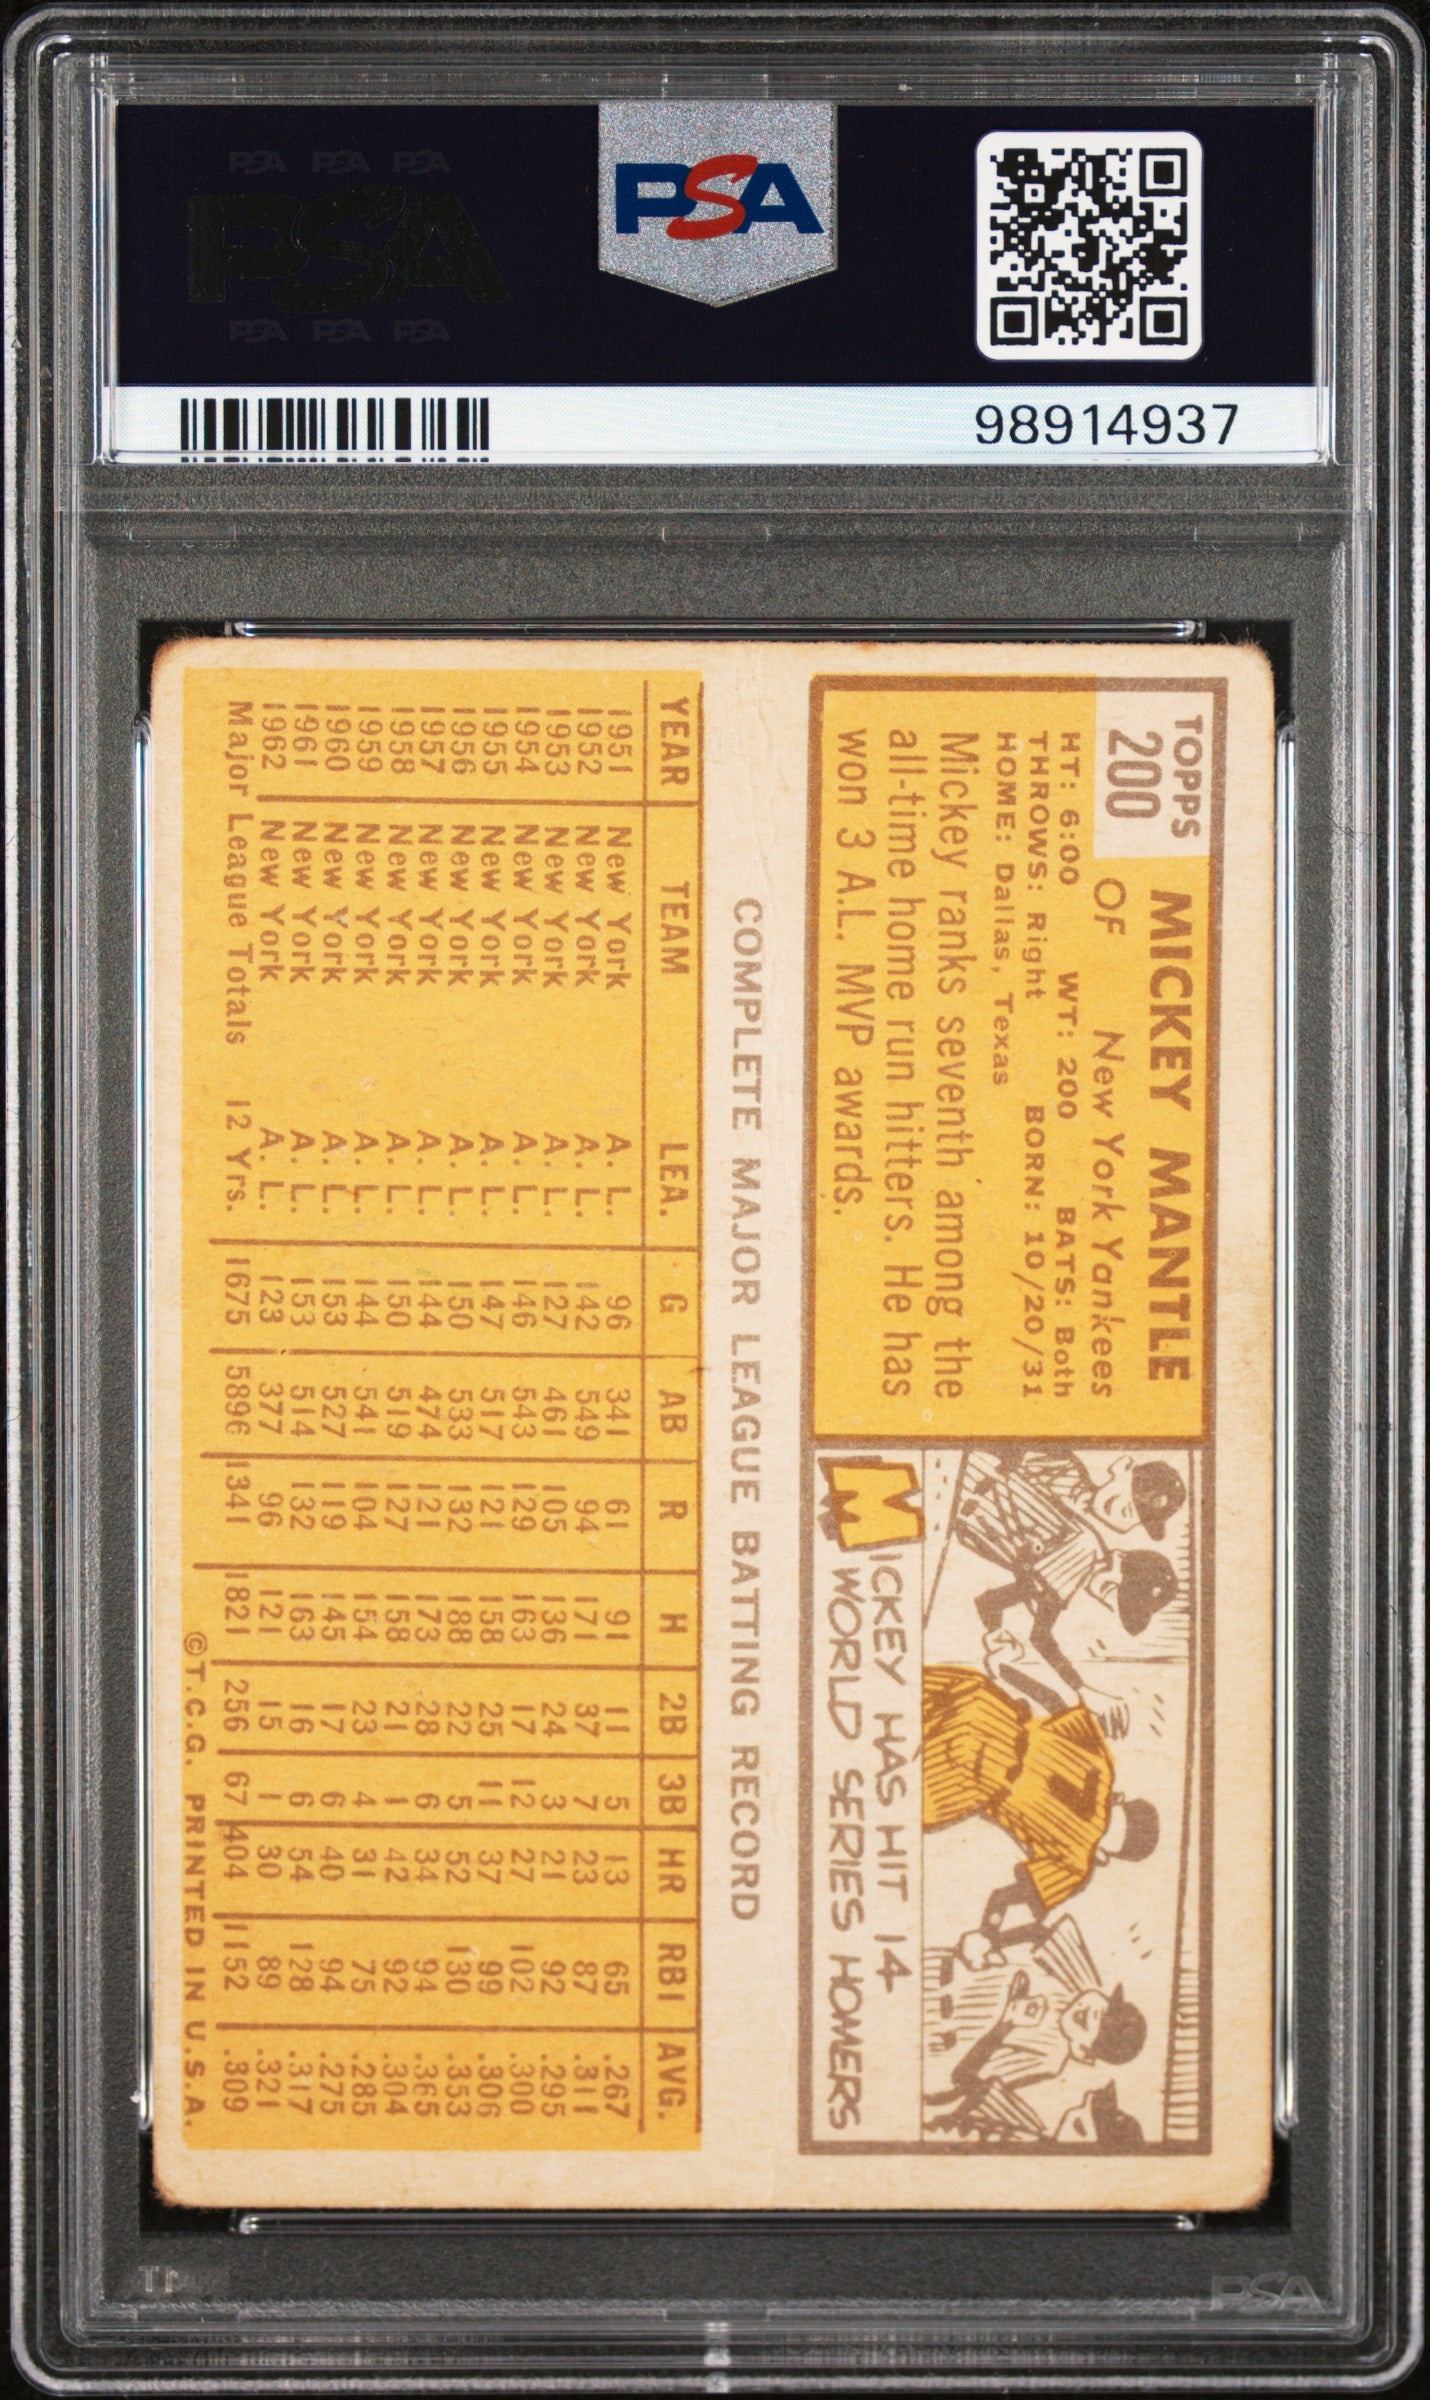 PSA PSA PSA
PSA
PSA PSA PSA
PSA
98914937
TOPPS
200
MICKEY MANTLE
OF New York Yankees
HT: 6:00 WT: 200 BATS: Both
THROWS: Right BORN: 10/20/31
HOME: Dallas, Texas
Mickey ranks seventh among the
all-time home run hitters. He has
won 3 A.L. MVP awards.
7
MICKEY HAS HIT 14
WORLD SERIES HOMERS
COMPLETE MAJOR LEAGUE BATTING RECORD
YEAR TEAM LEA. G AB R H 2B 3B HR RBI AVG.
1951 New York A. L. 96 341 61 91 11 5 13 65 .267
1952 New York A. L. 142 549 94 171 37 7 23 87 .311
1953 New York A. L. 127 461 105 136 24 3 21 92 .295
1954 New York A. L. 146 543 129 163 17 12 27 102 .300
1955 New York A. L. 147 517 121 158 25 11 37 99 .306
1956 New York A. L. 150 533 132 188 22 5 52 130 .353
1957 New York A. L. 144 474 121 173 28 6 34 94 .365
1958 New York A. L. 150 519 127 158 21 1 42 92 .304
1959 New York A. L. 144 541 104 154 23 4 31 75 .285
1960 New York A. L. 153 527 119 145 17 6 40 94 .275
1961 New York A. L. 153 514 132 163 16 6 54 128 .317
1962 New York A. L. 123 377 96 121 15 1 30 89 .321
Major League Totals 12 Yrs. 1675 5896 1341 1821 256 67 404 1152 .309
©T.C.G. PRINTED IN U.S.A.
PSA